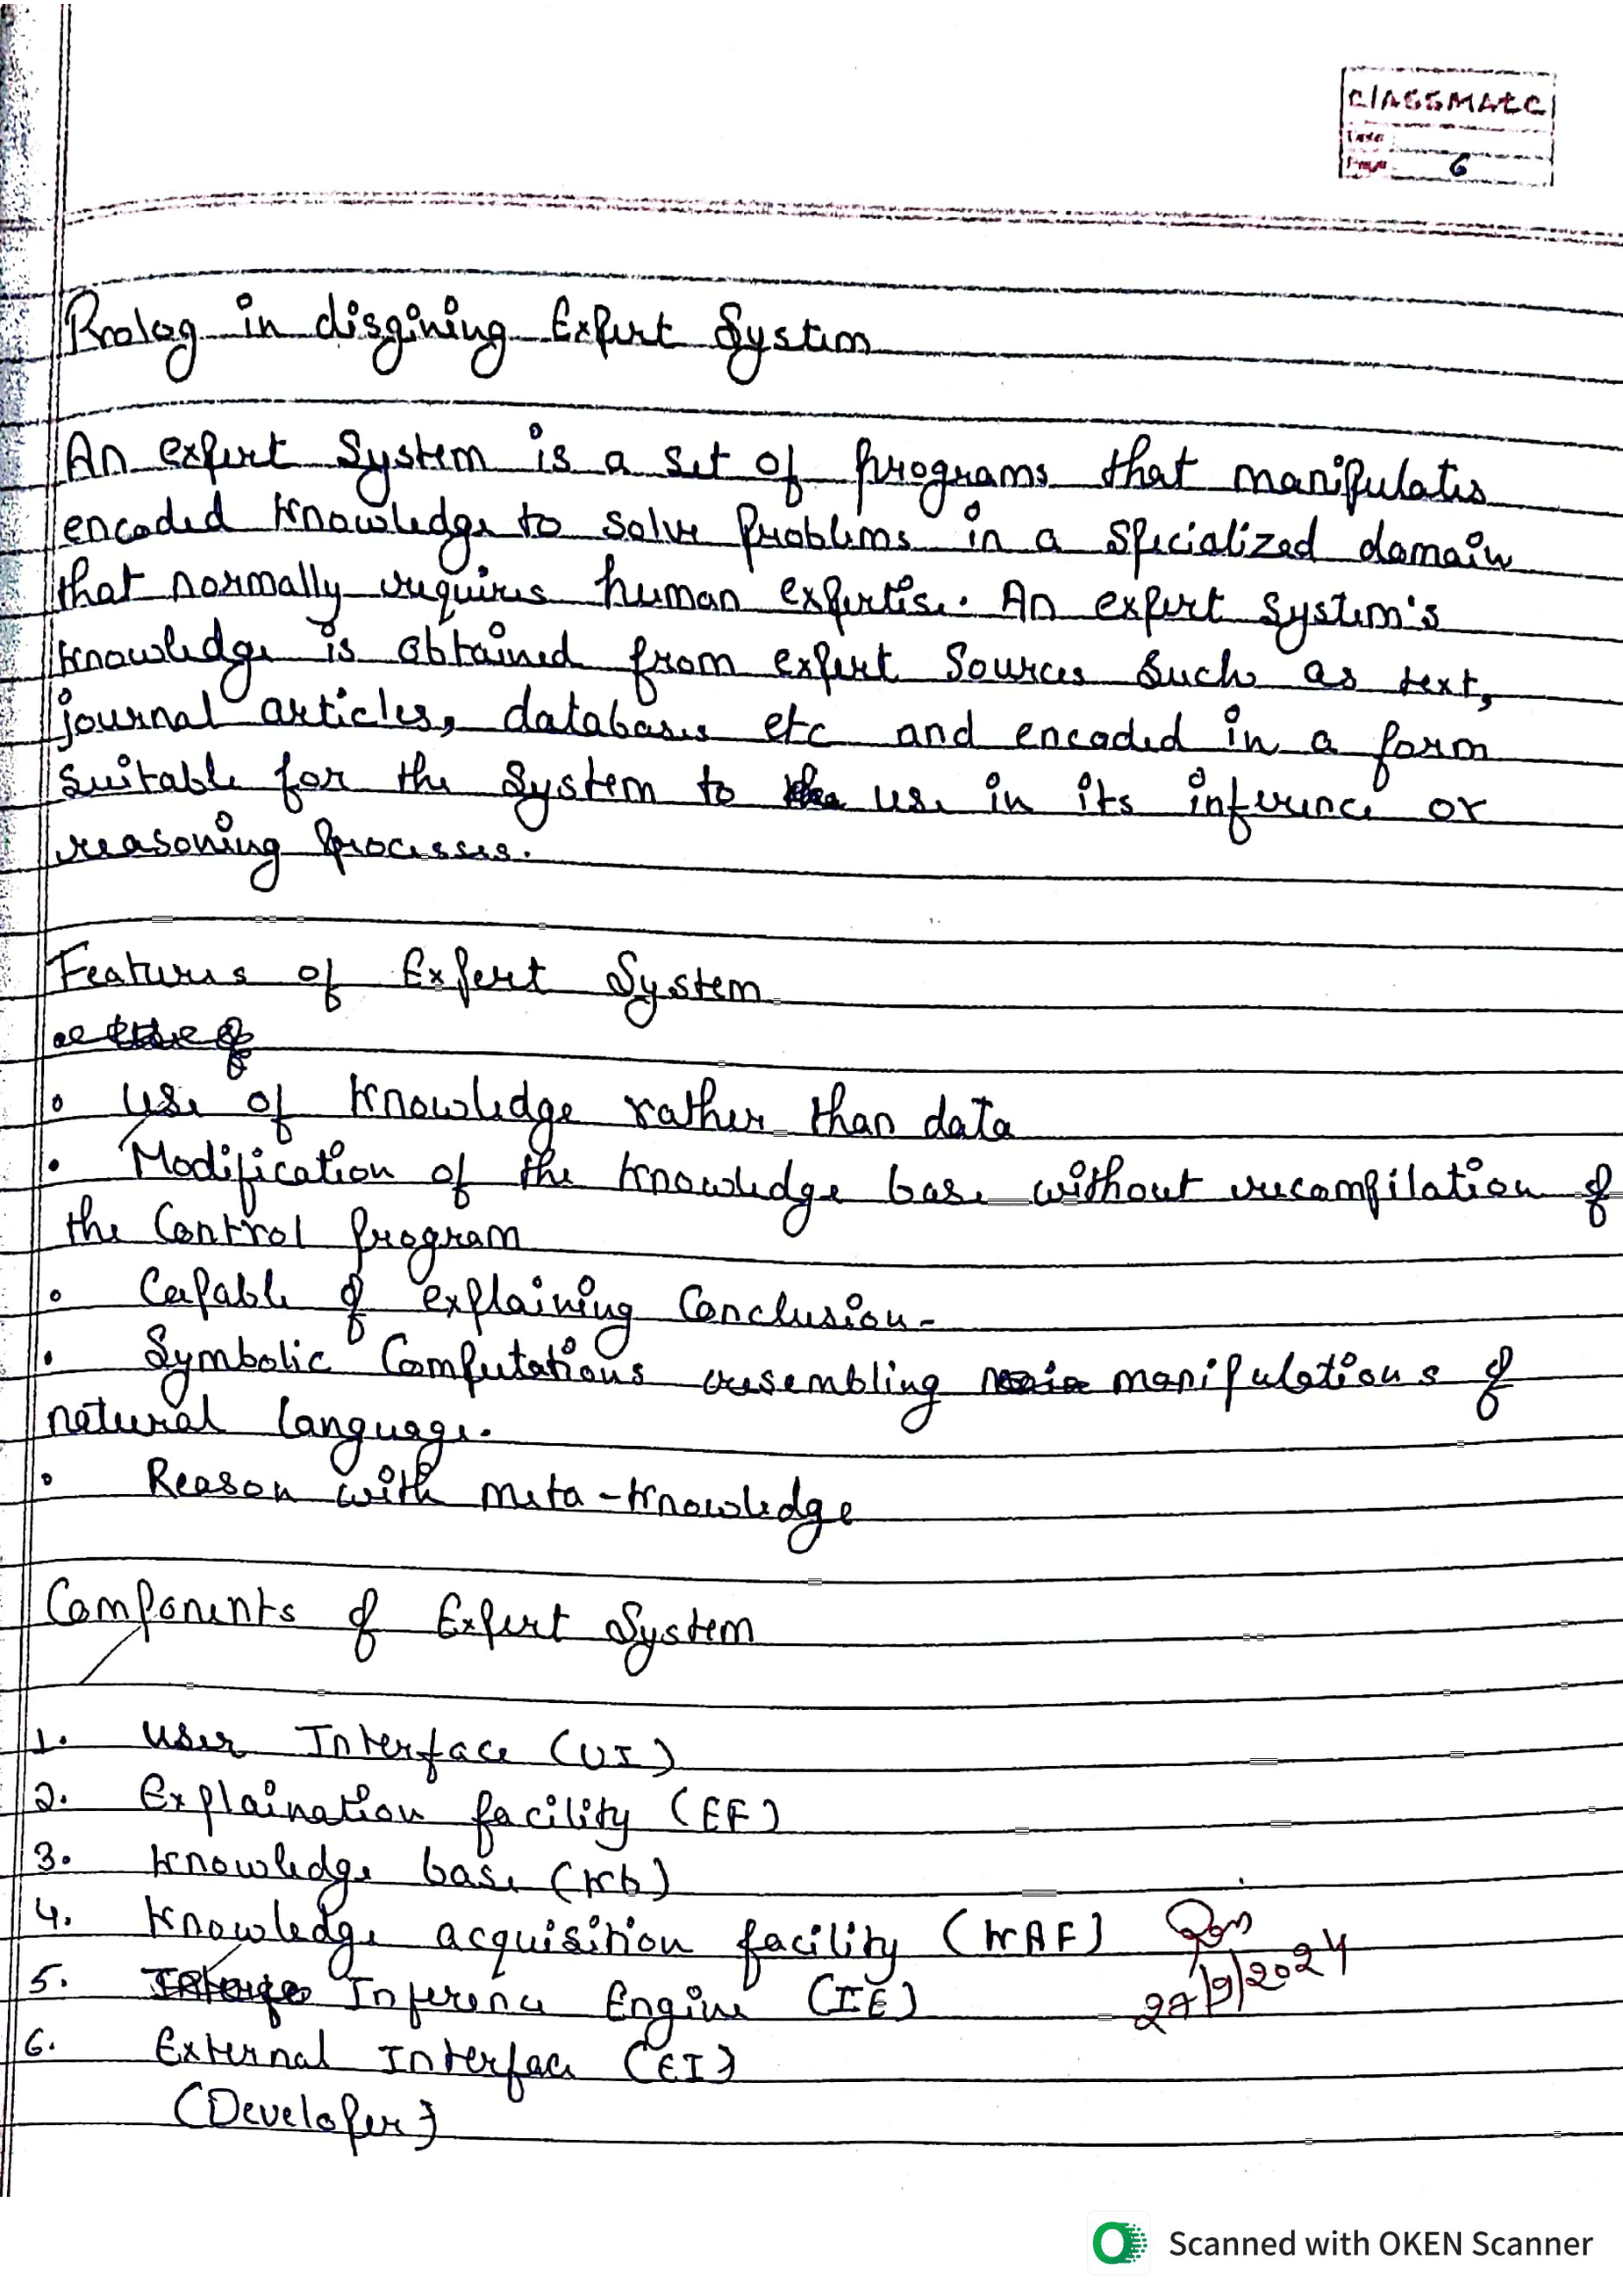 classmate
Date
Page 6
Prolog in disgining Expert System
An expert System is a set of programs that manipulates
encoded knowledge to solve problems in a specialized domain
that normally requires human expertise. An expert system's
knowledge is obtained from expert sources such as text,
journal articles, databases etc and encoded in a form
suitable for the system to use in its inference or
reasoning processes.
Features of Expert System
• Use of knowledge rather than data
• Modification of the knowledge base without recompilation of
the Control program
• Capable of explaining Conclusion.
• Symbolic Computations resembling manipulations of
natural language.
• Reason with meta-knowledge
Components of Expert System
1. User Interface (UI)
2. Explaination facility (EF)
3. Knowledge base (Kb)
4. Knowledge acquisition facility (KAF)
5. Inference Engine (IE)
27/9/2024
6. External Interface (EI)
(Developer)
Scanned with OKEN Scanner